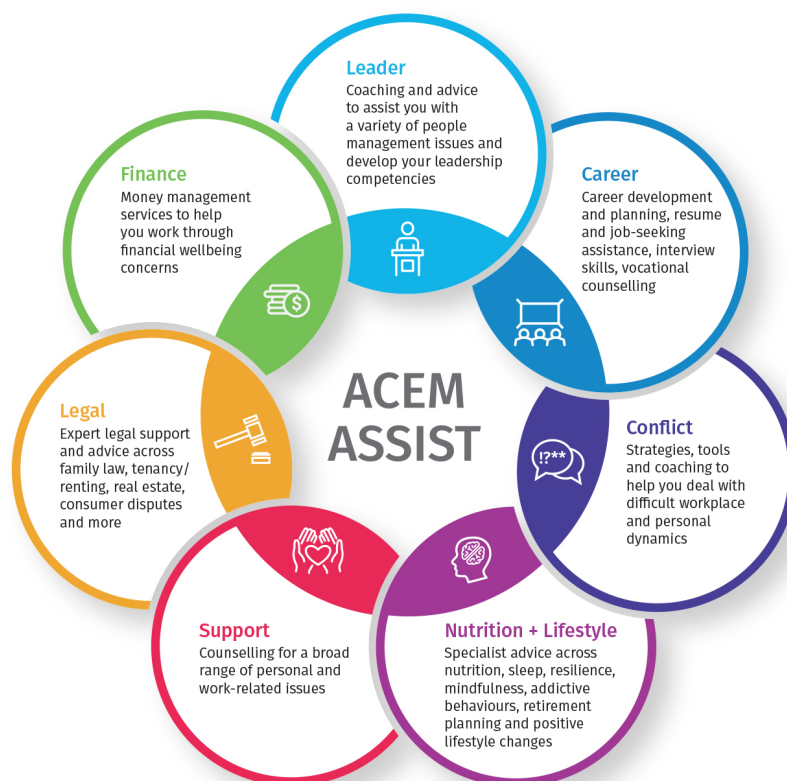 Leader
Coaching and advice
to assist you with
a variety of people
management issues and
develop your leadership
competencies
Finance
Money management
services to help
you work through
financial wellbeing
concerns
$
Career
Career development
and planning, resume
and job-seeking
assistance, interview
skills, vocational
counselling
ACEM
ASSIST
Legal
Expert legal support
and advice across
family law, tenancy/
renting, real estate,
consumer disputes
and more
Conflict
Strategies, tools
and coaching to
help you deal with
difficult workplace
and personal
dynamics
!?**
Support
Counselling for a broad
range of personal and
work-related issues
Nutrition + Lifestyle
Specialist advice across
nutrition, sleep, resilience,
mindfulness, addictive
behaviours, retirement
planning and positive
lifestyle changes